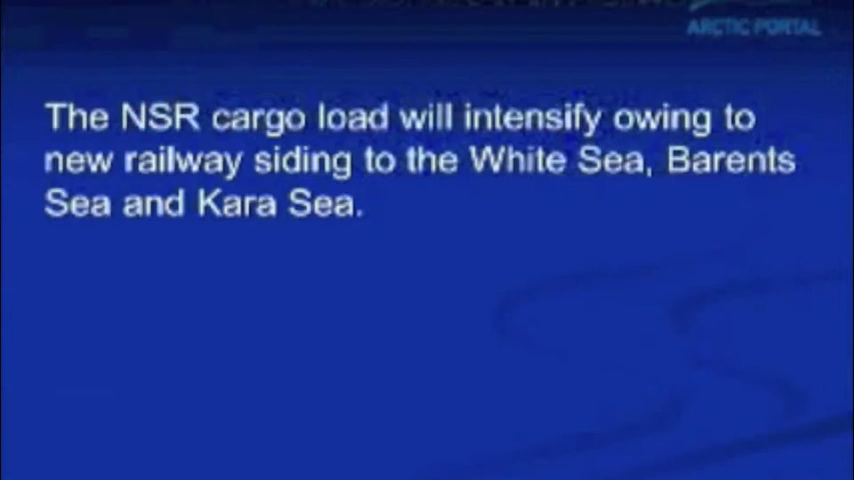 ARCTIC PORTAL
The NSR cargo load will intensify owing to
new railway siding to the White Sea, Barents
Sea and Kara Sea.